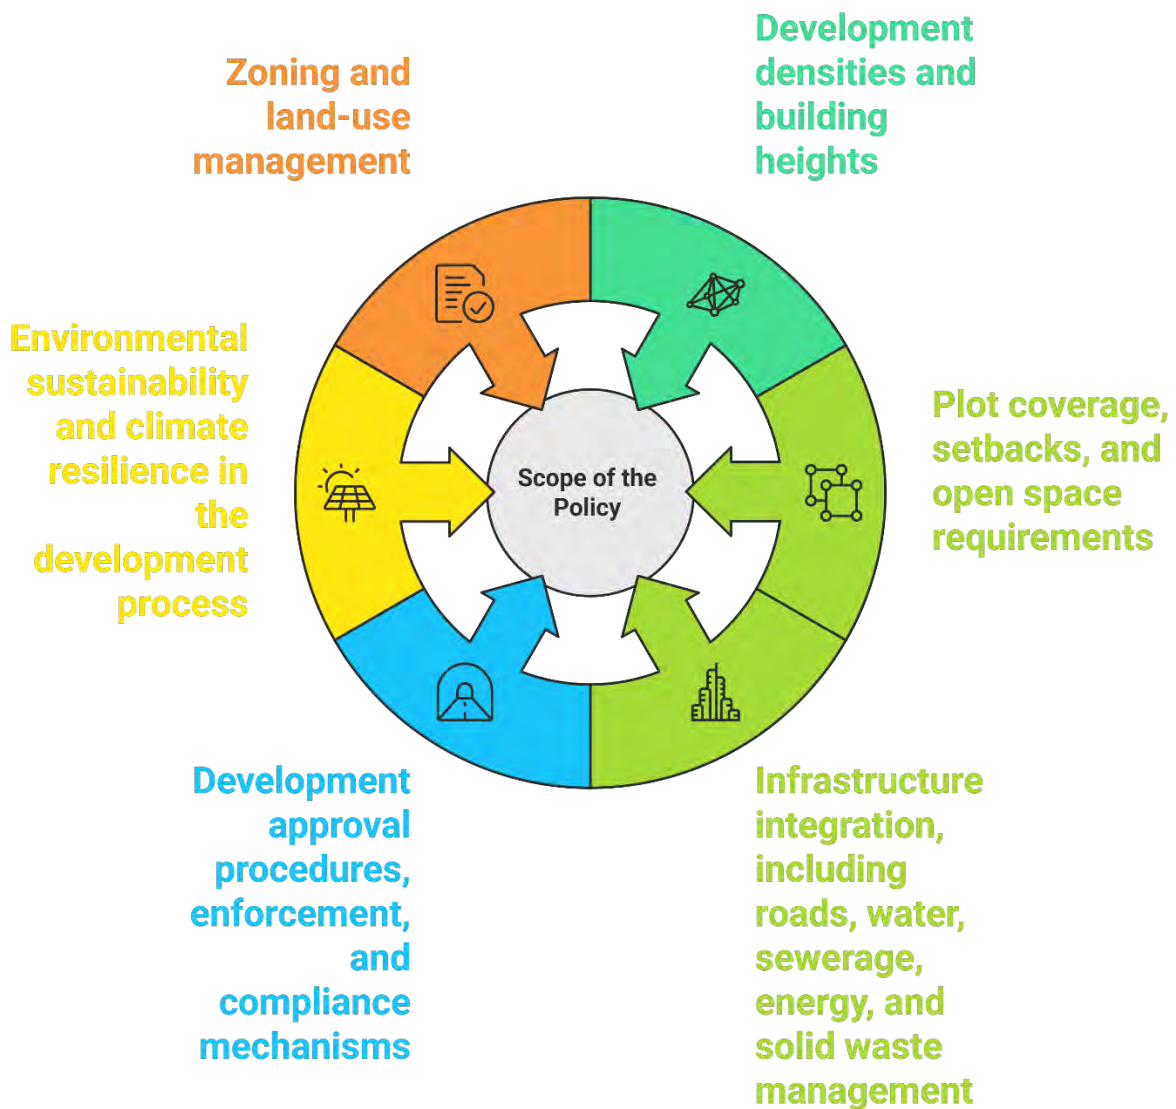 Zoning and
land-use
management
Development
densities and
building
heights
Environmental
sustainability
and climate
resilience in
the
development
process
Scope of the
Policy
Plot coverage,
setbacks, and
open space
requirements
Development
approval
procedures,
enforcement,
and
compliance
mechanisms
Infrastructure
integration,
including
roads, water,
sewerage,
energy, and
solid waste
management